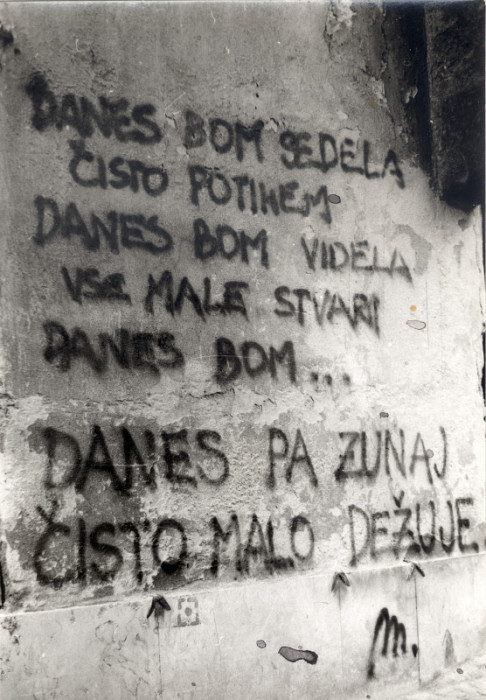 DANES BOM SEDELA
ČISTO POTIHEM
DANES BOM VIDELA
VSE MALE STVARI
DANES BOM...
DANES PA ZUNAJ
ČISTO MALO DEŽUJE.
M.